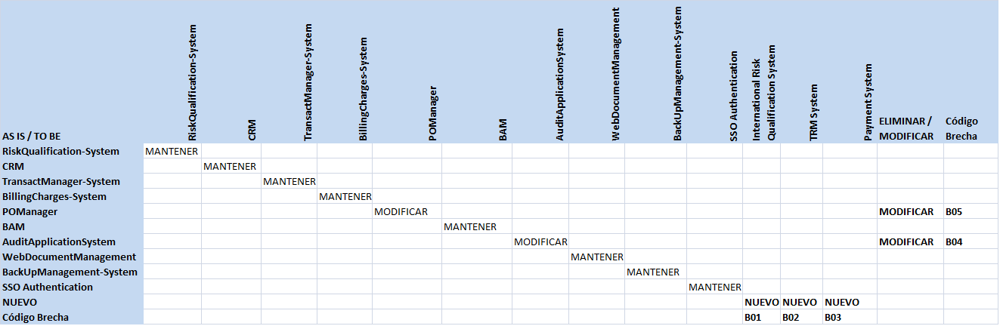 AS IS / TO BE
RiskQualification-System
CRM
TransactManager-System
BillingCharges-System
POManager
BAM
AuditApplicationSystem
WebDocumentManagement
BackUpManagement-System
SSO Authentication
International Risk
Qualification System
TRM System
Payment System
ELIMINAR /
MODIFICAR
Código
Brecha
RiskQualification-System MANTENER
CRM MANTENER
TransactManager-System MANTENER
BillingCharges-System MANTENER
POManager MODIFICAR MODIFICAR B05
BAM MANTENER
AuditApplicationSystem MODIFICAR MODIFICAR B04
WebDocumentManagement MANTENER
BackUpManagement-System MANTENER
SSO Authentication MANTENER
NUEVO NUEVO NUEVO NUEVO
Código Brecha B01 B02 B03